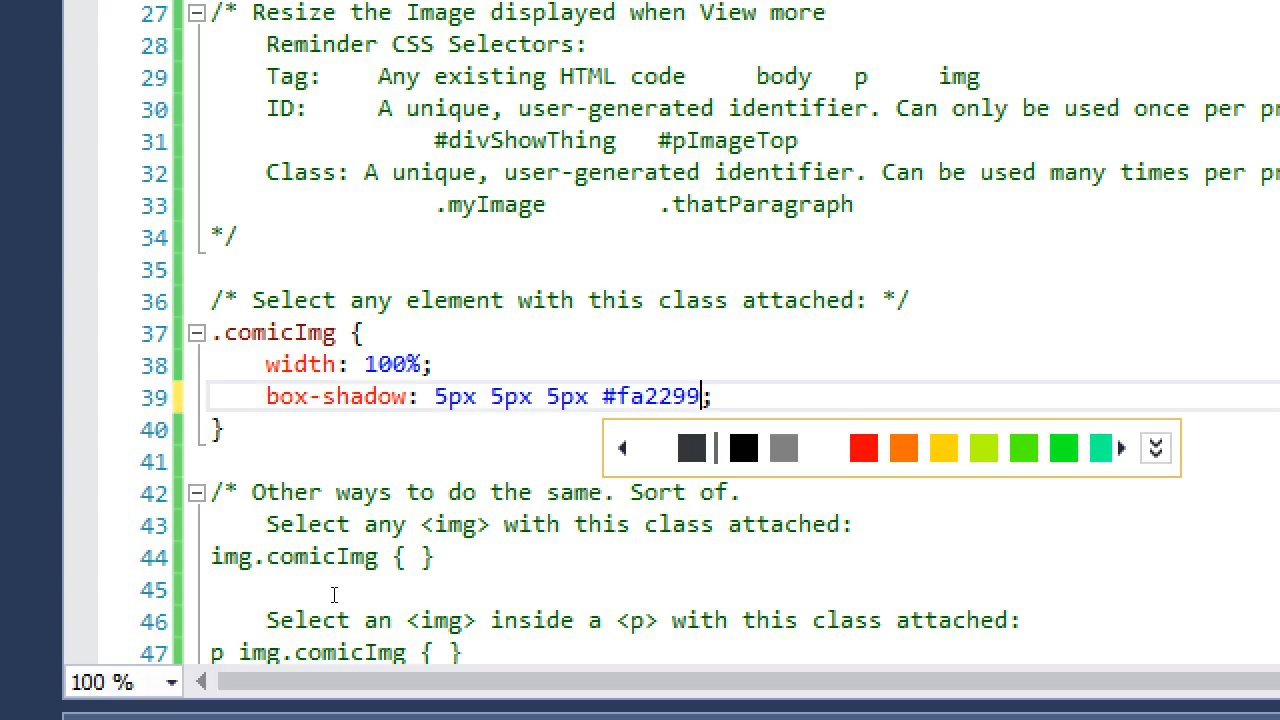 27 /* Resize the Image displayed when View more
28 Reminder CSS Selectors:
29 Tag: Any existing HTML code body p img
30 ID: A unique, user-generated identifier. Can only be used once per
31 #divShowThing #pImageTop
32 Class: A unique, user-generated identifier. Can be used many times per
33 .myImage .thatParagraph
34 */
35
36 /* Select any element with this class attached: */
37 .comicImg {
38 width: 100%;
39 box-shadow: 5px 5px 5px #fa2299;
40 }
41
42 /* Other ways to do the same. Sort of.
43 Select any <img> with this class attached:
44 img.comicImg { }
45
46 Select an <img> inside a <p> with this class attached:
47 p img.comicImg { }
100 %